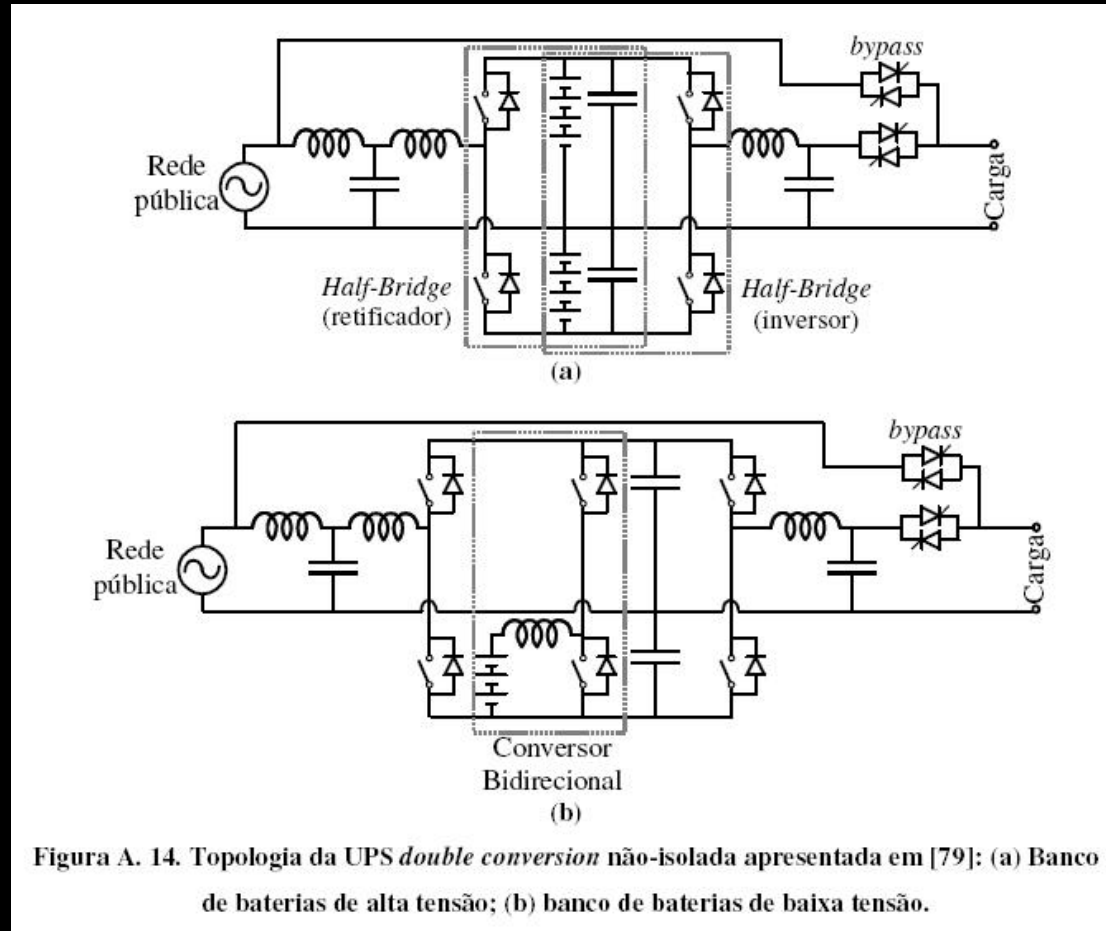 bypass
Rede
pública
Carga
Half-Bridge
(retificador)
Half-Bridge
(inversor)
(a)
bypass
Rede
pública
Carga
Conversor
Bidirecional
(b)
Figura A. 14. Topologia da UPS double conversion não-isolada apresentada em [79]: (a) Banco
de baterias de alta tensão; (b) banco de baterias de baixa tensão.